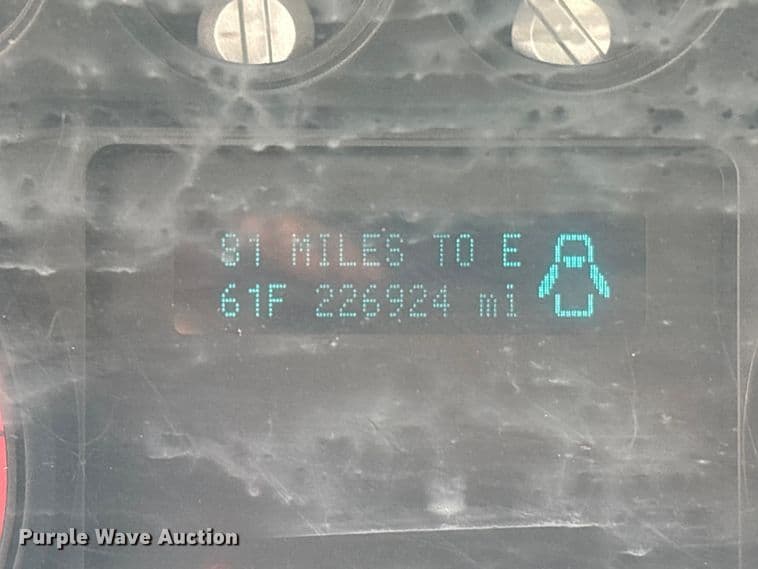 81 MILES TO E
61F 226924 mi
Purple Wave Auction